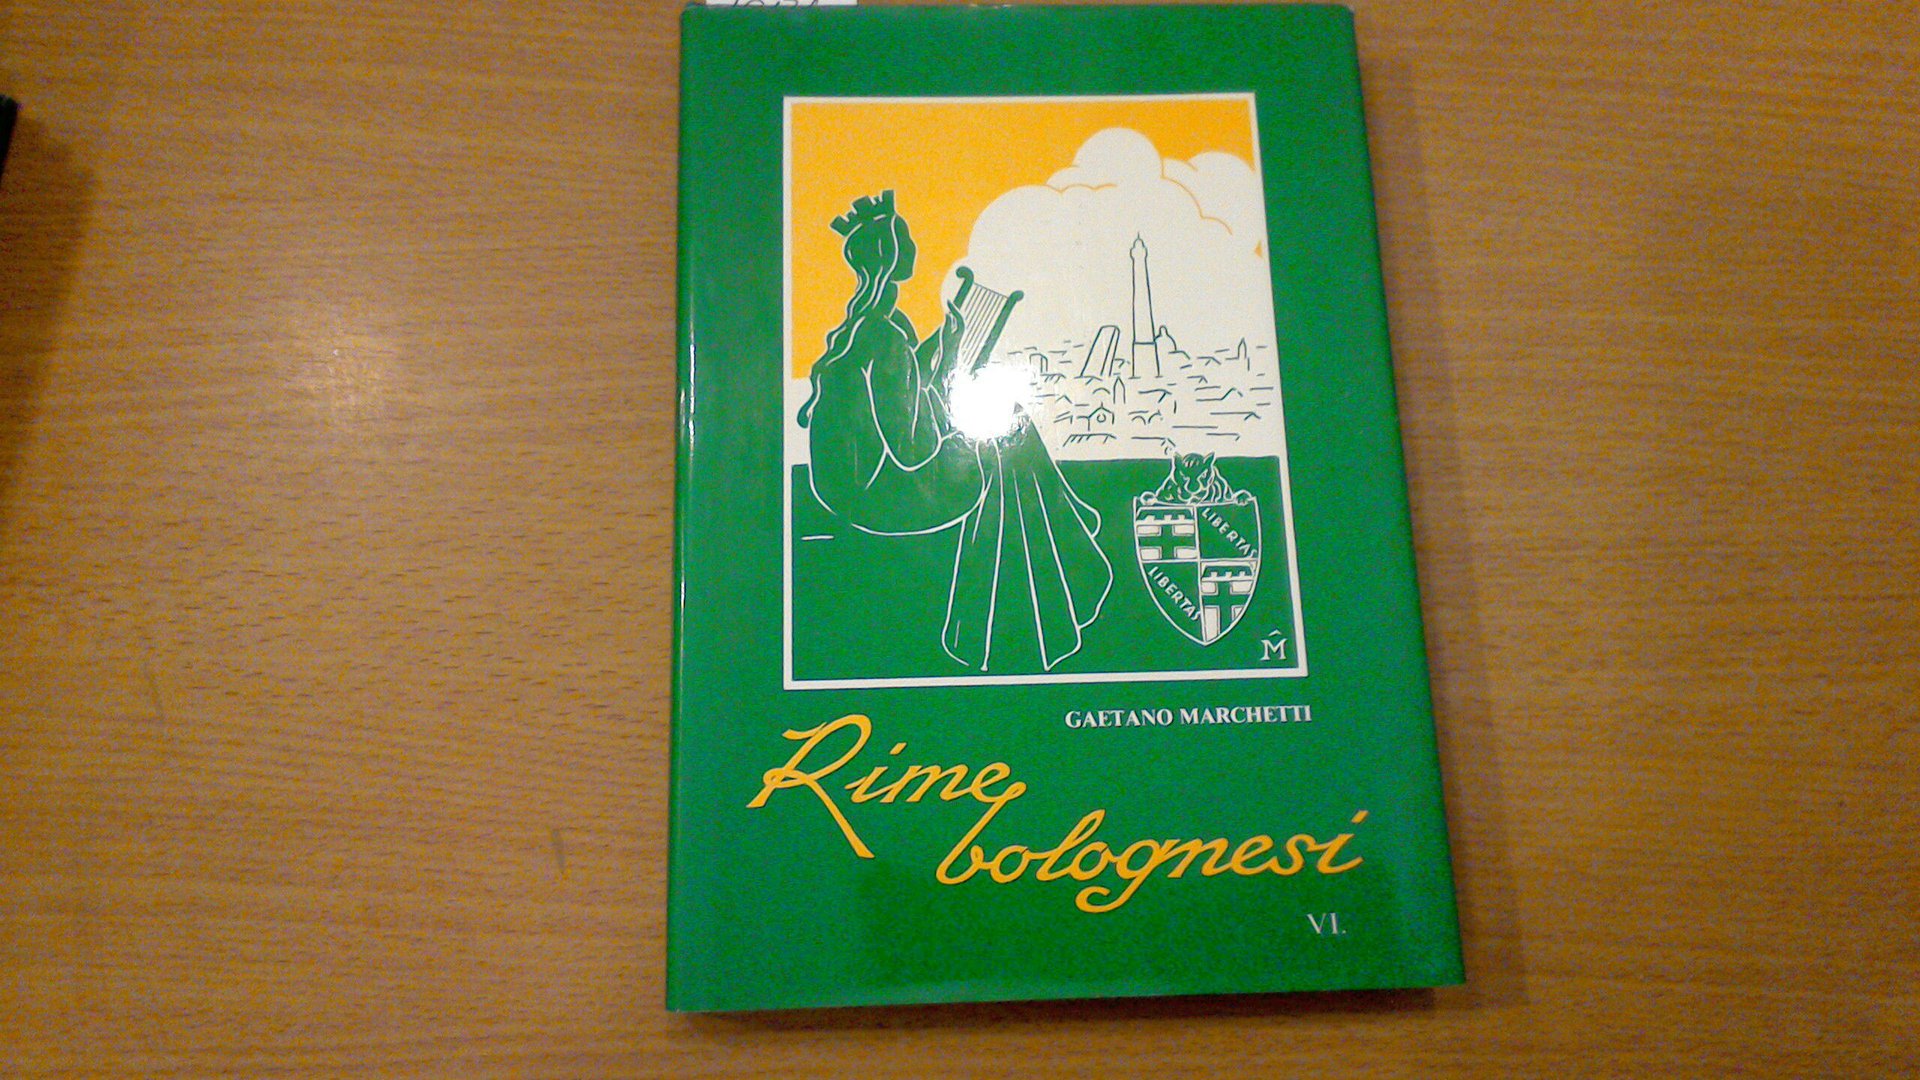 LIBERTAS
LIBERTAS
M
GAETANO MARCHETTI
Rime
bolognesi
VI.